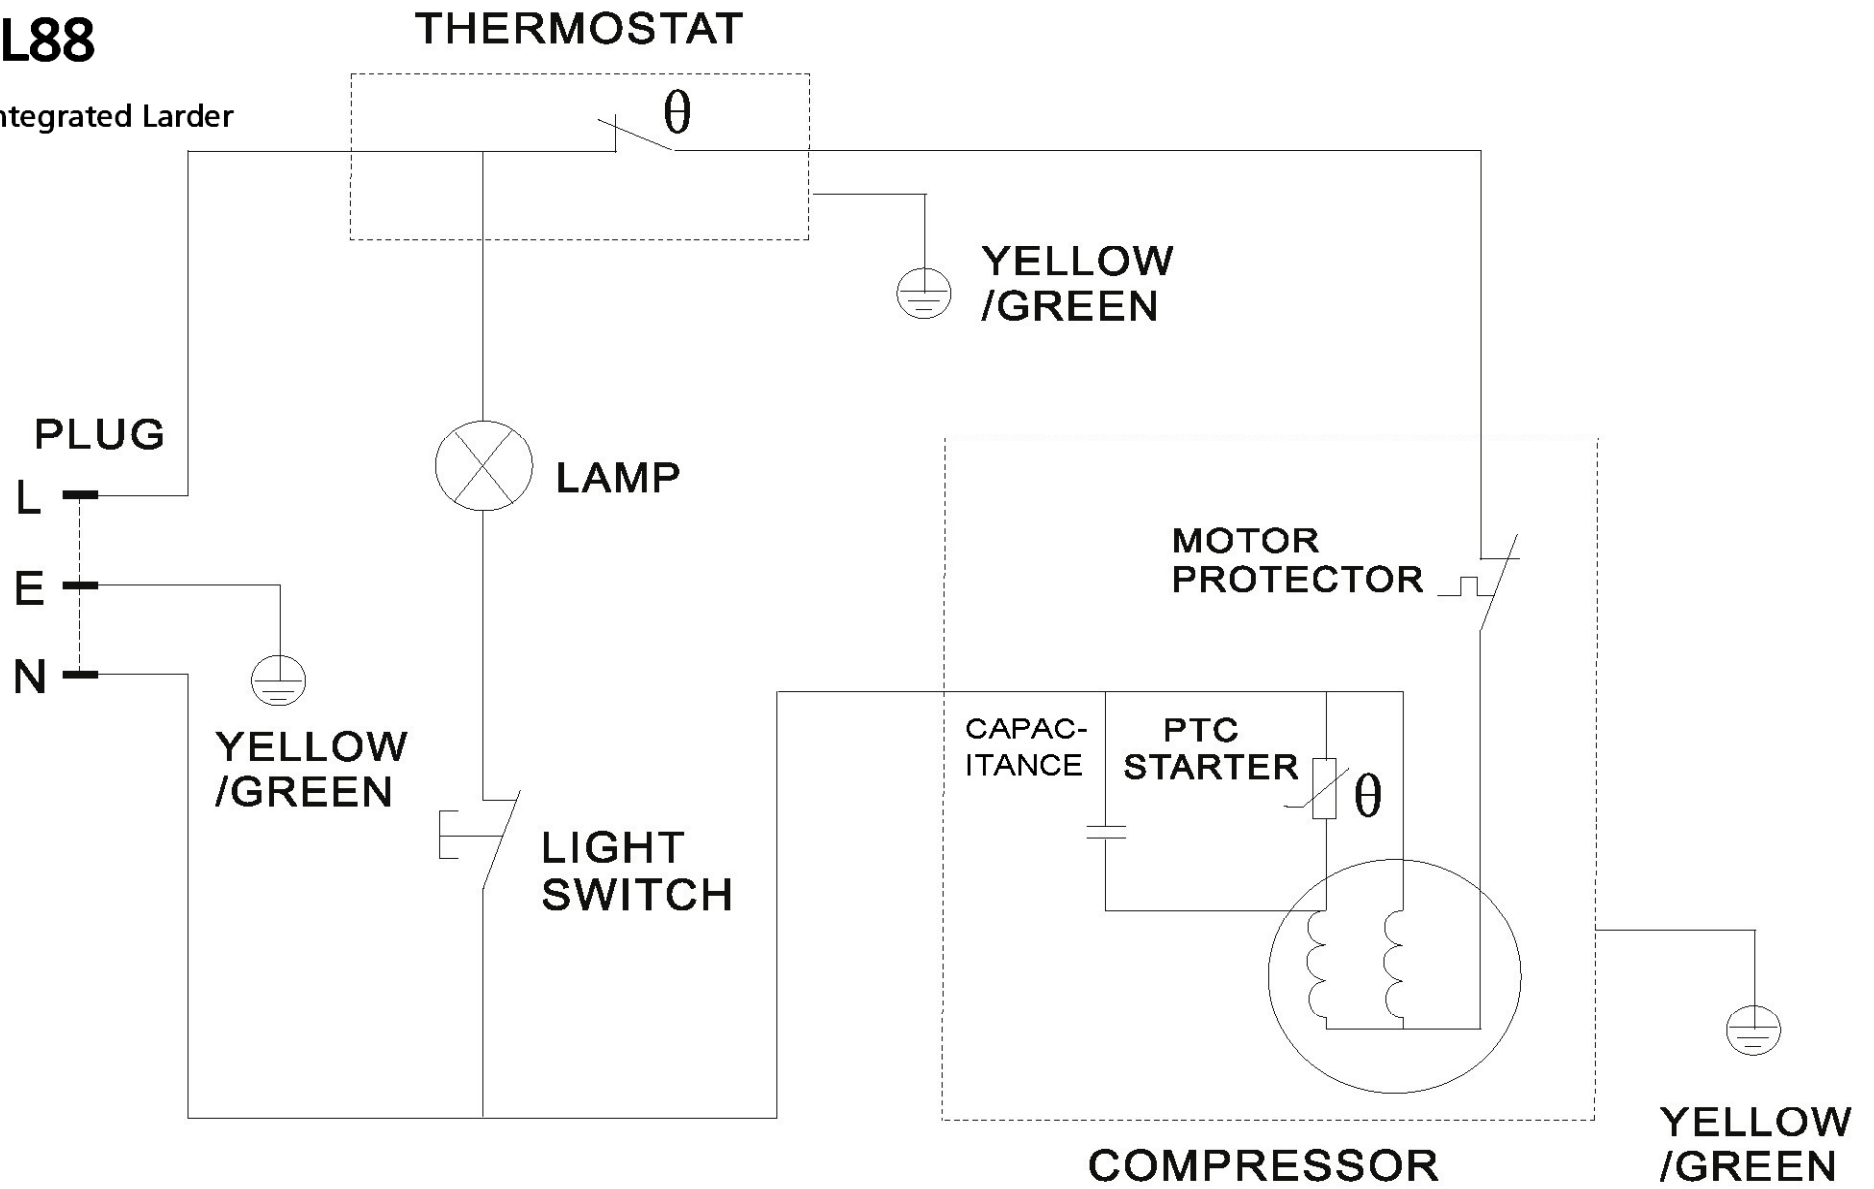 L88
ntegrated Larder
THERMOSTAT
θ
YELLOW
/GREEN
PLUG
L
E
N
LAMP
YELLOW
/GREEN
LIGHT
SWITCH
MOTOR
PROTECTOR
CAPAC-
ITANCE
PTC
STARTER
θ
COMPRESSOR
YELLOW
/GREEN